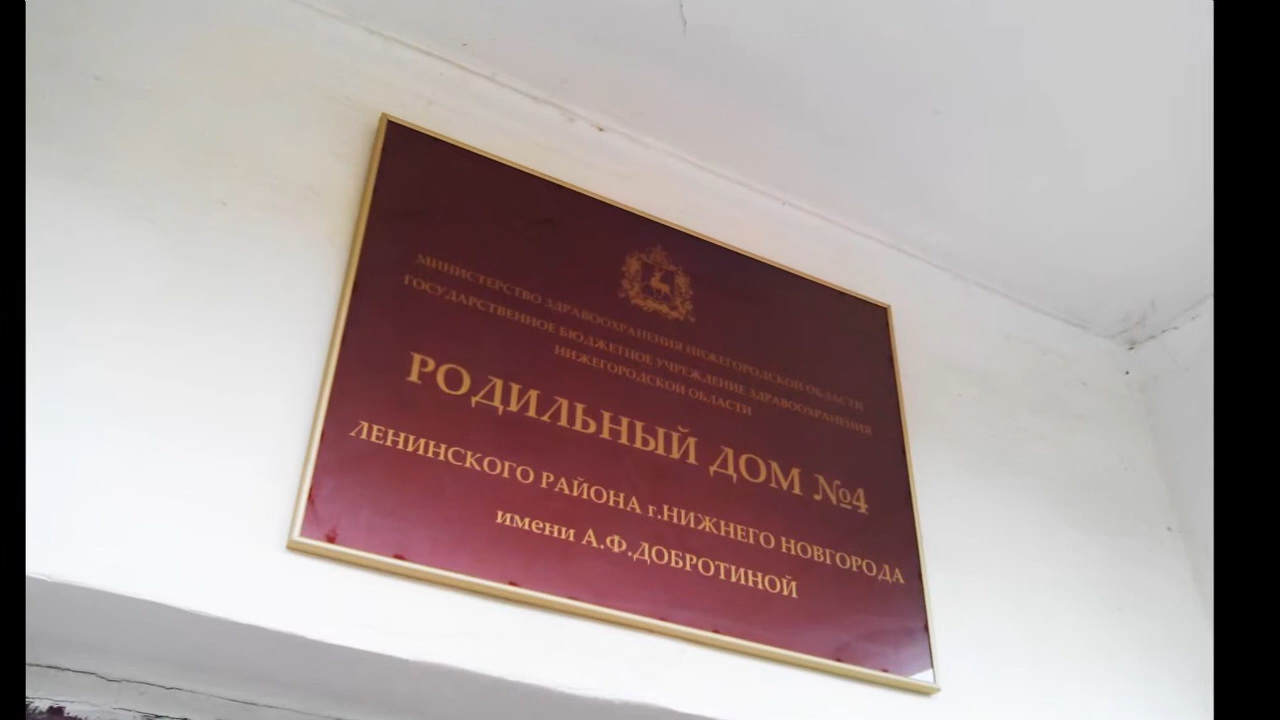 МИНИСТЕРСТВО ЗДРАВООХРАНЕНИЯ НИЖЕГОРОДСКОЙ ОБЛАСТИ
ГОСУДАРСТВЕННОЕ БЮДЖЕТНОЕ УЧРЕЖДЕНИЕ ЗДРАВООХРАНЕНИЯ
НИЖЕГОРОДСКОЙ ОБЛАСТИ
РОДИЛЬНЫЙ ДОМ №4
ЛЕНИНСКОГО РАЙОНА г.НИЖНЕГО НОВГОРОДА
имени А.Ф.ДОБРОТИНОЙ